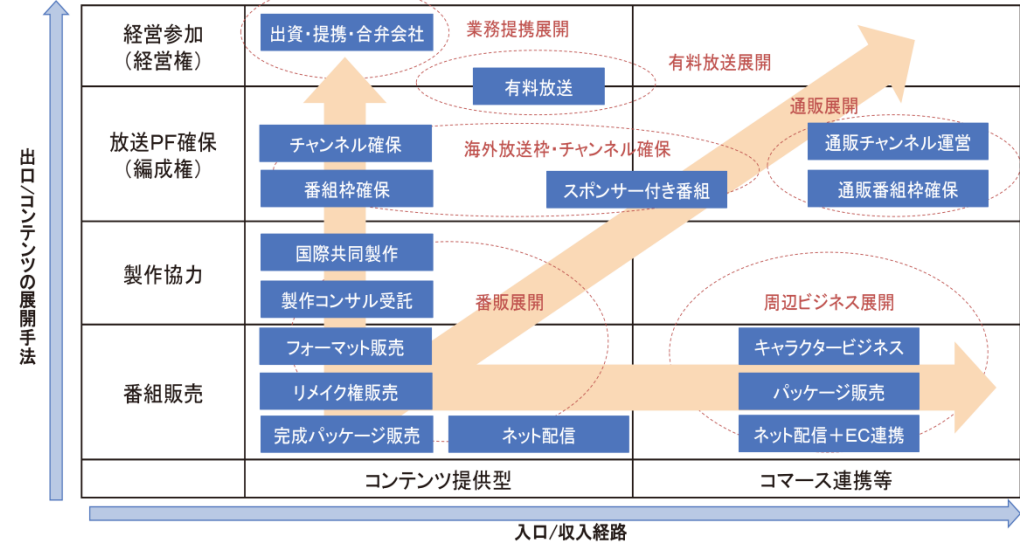 経営参加
（経営権）
出資・提携・合弁会社
業務提携展開
有料放送
有料放送展開
放送PF確保
（編成権）
チャンネル確保
番組枠確保
海外放送枠・チャンネル確保
スポンサー付き番組
通販展開
通販チャンネル運営
通販番組枠確保
製作協力
国際共同製作
製作コンサル受託
番販展開
周辺ビジネス展開
番組販売
フォーマット販売
リメイク権販売
完成パッケージ販売
ネット配信
キャラクタービジネス
パッケージ販売
ネット配信＋EC連携
コンテンツ提供型
コマース連携等
出口/コンテンツの展開手法
入口/収入経路